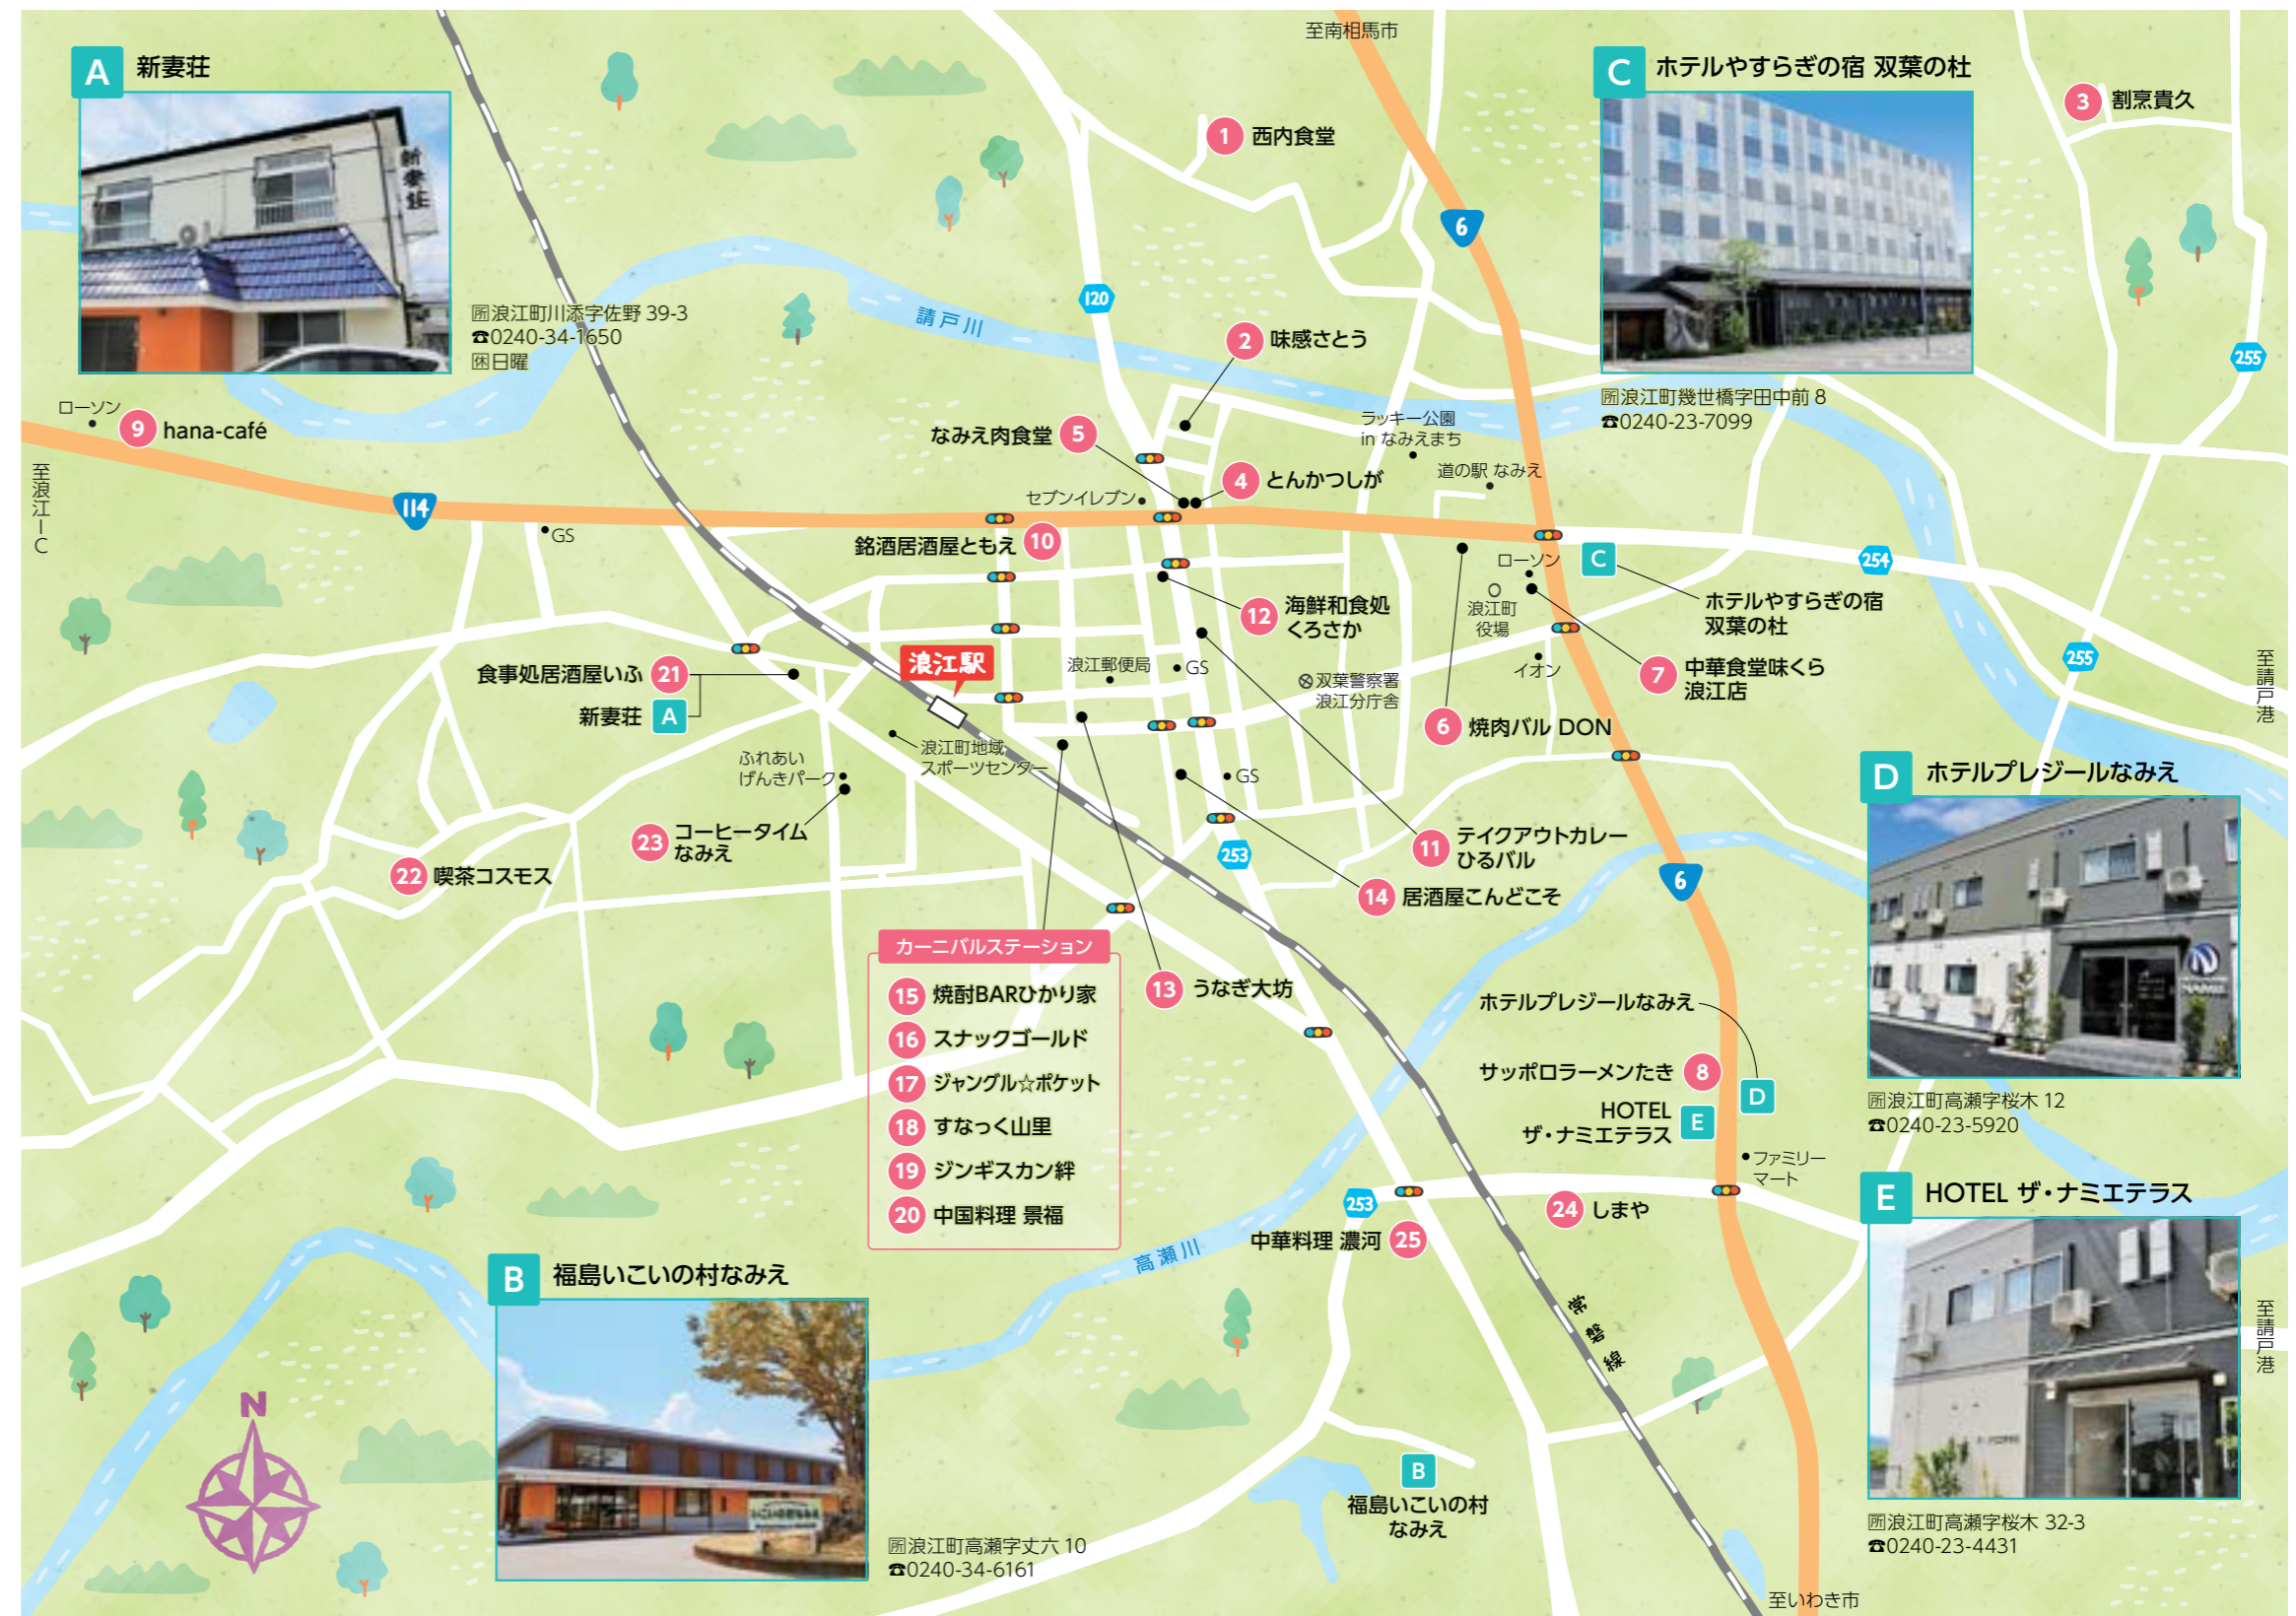 至南相馬市
A 新妻荘
新妻荘
所浪江町川添字佐野 39-3
☎0240-34-1650
休日曜
C ホテルやすらぎの宿 双葉の杜
所浪江町幾世橋字田中前 8
☎0240-23-7099
1 西内食堂
3 割烹貴久
6
120
請戸川
2 味感さとう
255
ローソン
9 hana-café
至浪江IC
114
GS
なみえ肉食堂 5
4 とんかつしが
セブンイレブン
ラッキー公園
in なみえまち
道の駅 なみえ
銘酒居酒屋ともえ 10
12 海鮮和食処
くろさか
ローソン
浪江町
役場
C
ホテルやすらぎの宿
双葉の杜
254
255
至請戸港
イオン
7 中華食堂味くら
浪江店
食事処居酒屋いふ 21
新妻荘 A
浪江駅
浪江郵便局
GS
双葉警察署
浪江分庁舎
6 焼肉バル DON
浪江町地域
スポーツセンター
ふれあい
げんきパーク
GS
23 コーヒータイム
なみえ
22 喫茶コスモス
253
11 テイクアウトカレー
ひるバル
14 居酒屋こんどこそ
6
D ホテルプレジールなみえ
NAMIE
所浪江町高瀬字桜木 12
☎0240-23-5920
カーニバルステーション
15 焼酎BARひかり家
16 スナックゴールド
17 ジャングル☆ポケット
18 すなっく山里
19 ジンギスカン絆
20 中国料理 景福
13 うなぎ大坊
ホテルプレジールなみえ
サッポロラーメンたき 8
D
HOTEL
ザ・ナミエテラス
E
ファミリー
マート
253
24 しまや
中華料理 濃河 25
高瀬川
常磐線
E HOTEL ザ・ナミエテラス
所浪江町高瀬字桜木 32-3
☎0240-23-4431
至請戸港
B 福島いこいの村なみえ
いこいの村なみえ
所浪江町高瀬字丈六 10
☎0240-34-6161
B
福島いこいの村
なみえ
N
至いわき市